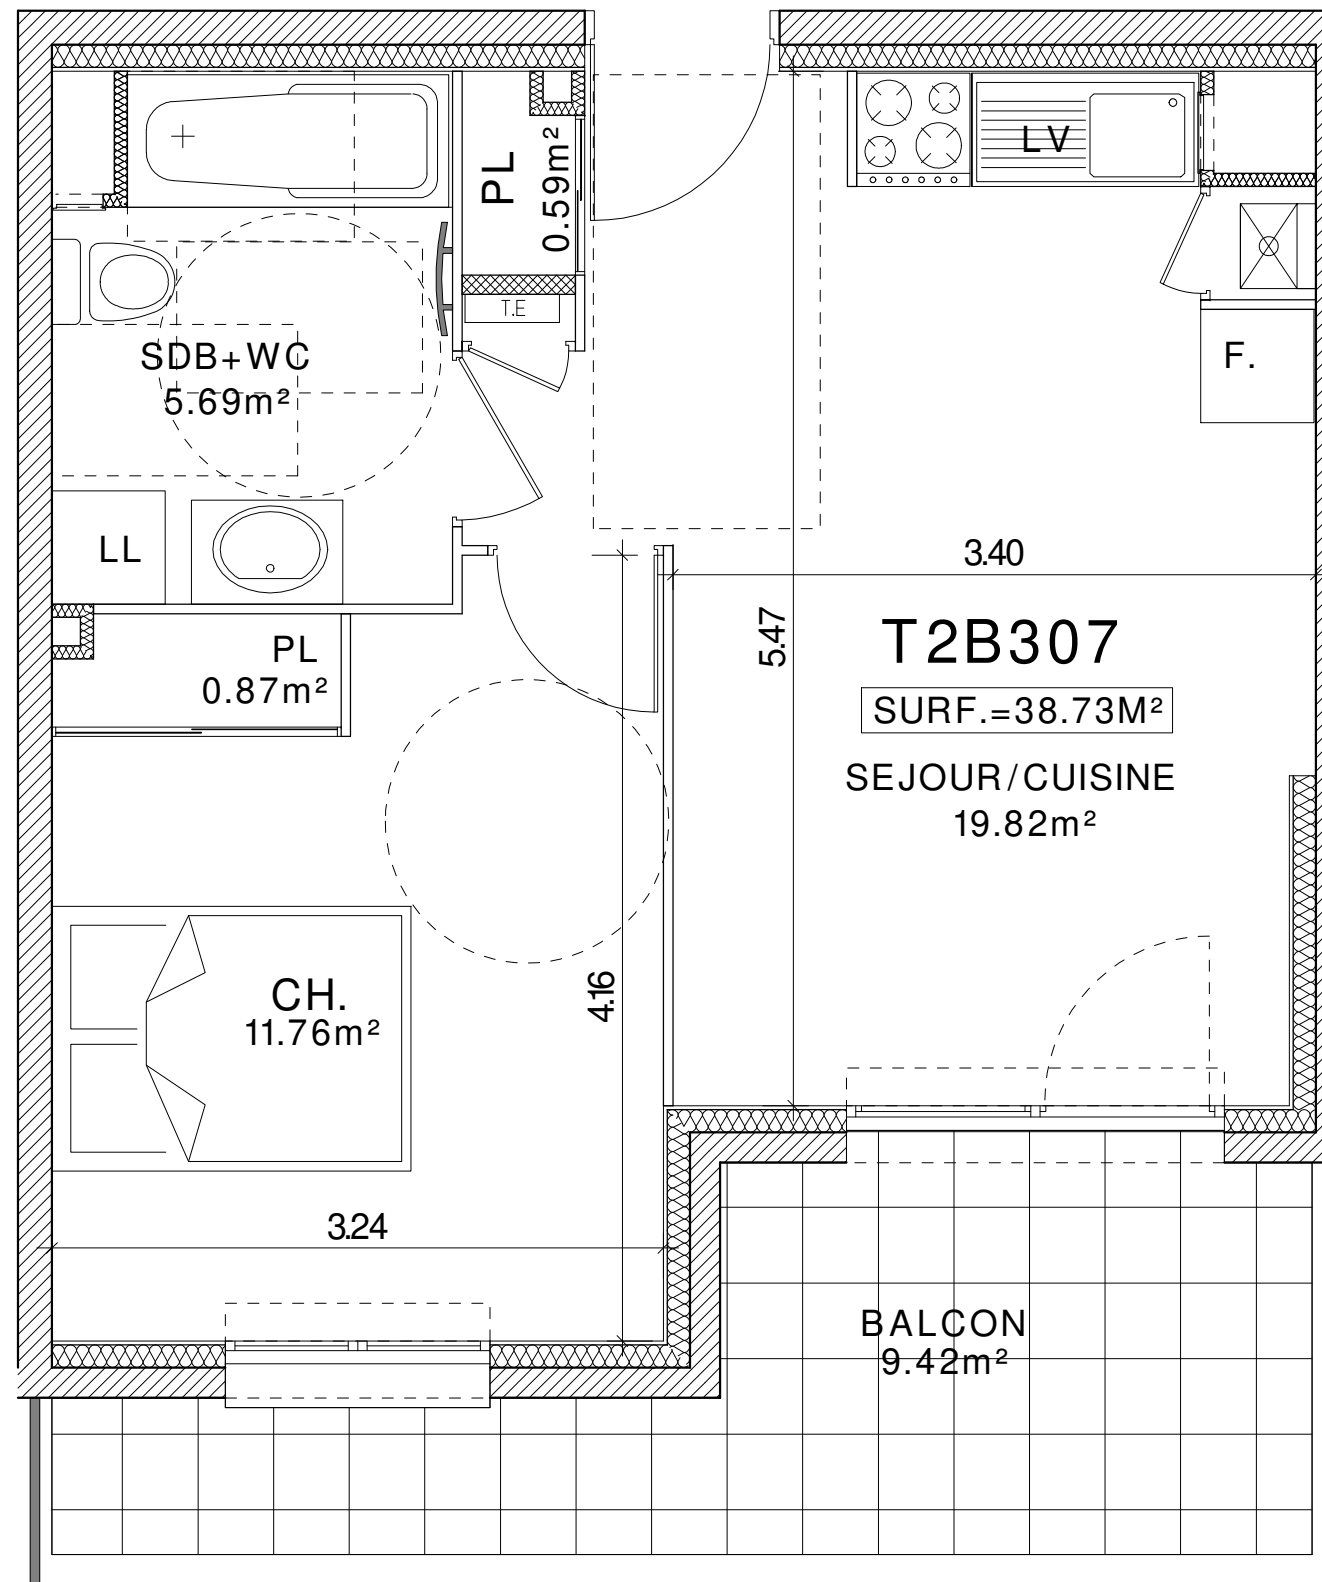 PL
0.59m²
LV
T.E
SDB+WC
5.69m²
F.
LL
3.40
5.47
T2B307
SURF.=38.73M²
PL
0.87m²
SEJOUR/CUISINE
19.82m²
4.16
CH.
11.76m²
3.24
BALCON
9.42m²